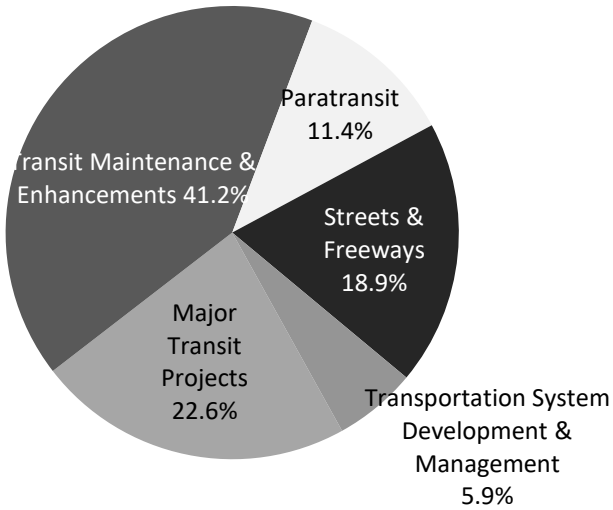 Paratransit
11.4%
Transit Maintenance &
Enhancements 41.2%
Streets &
Freeways
18.9%
Major
Transit
Projects
22.6%
Transportation System
Development &
Management
5.9%